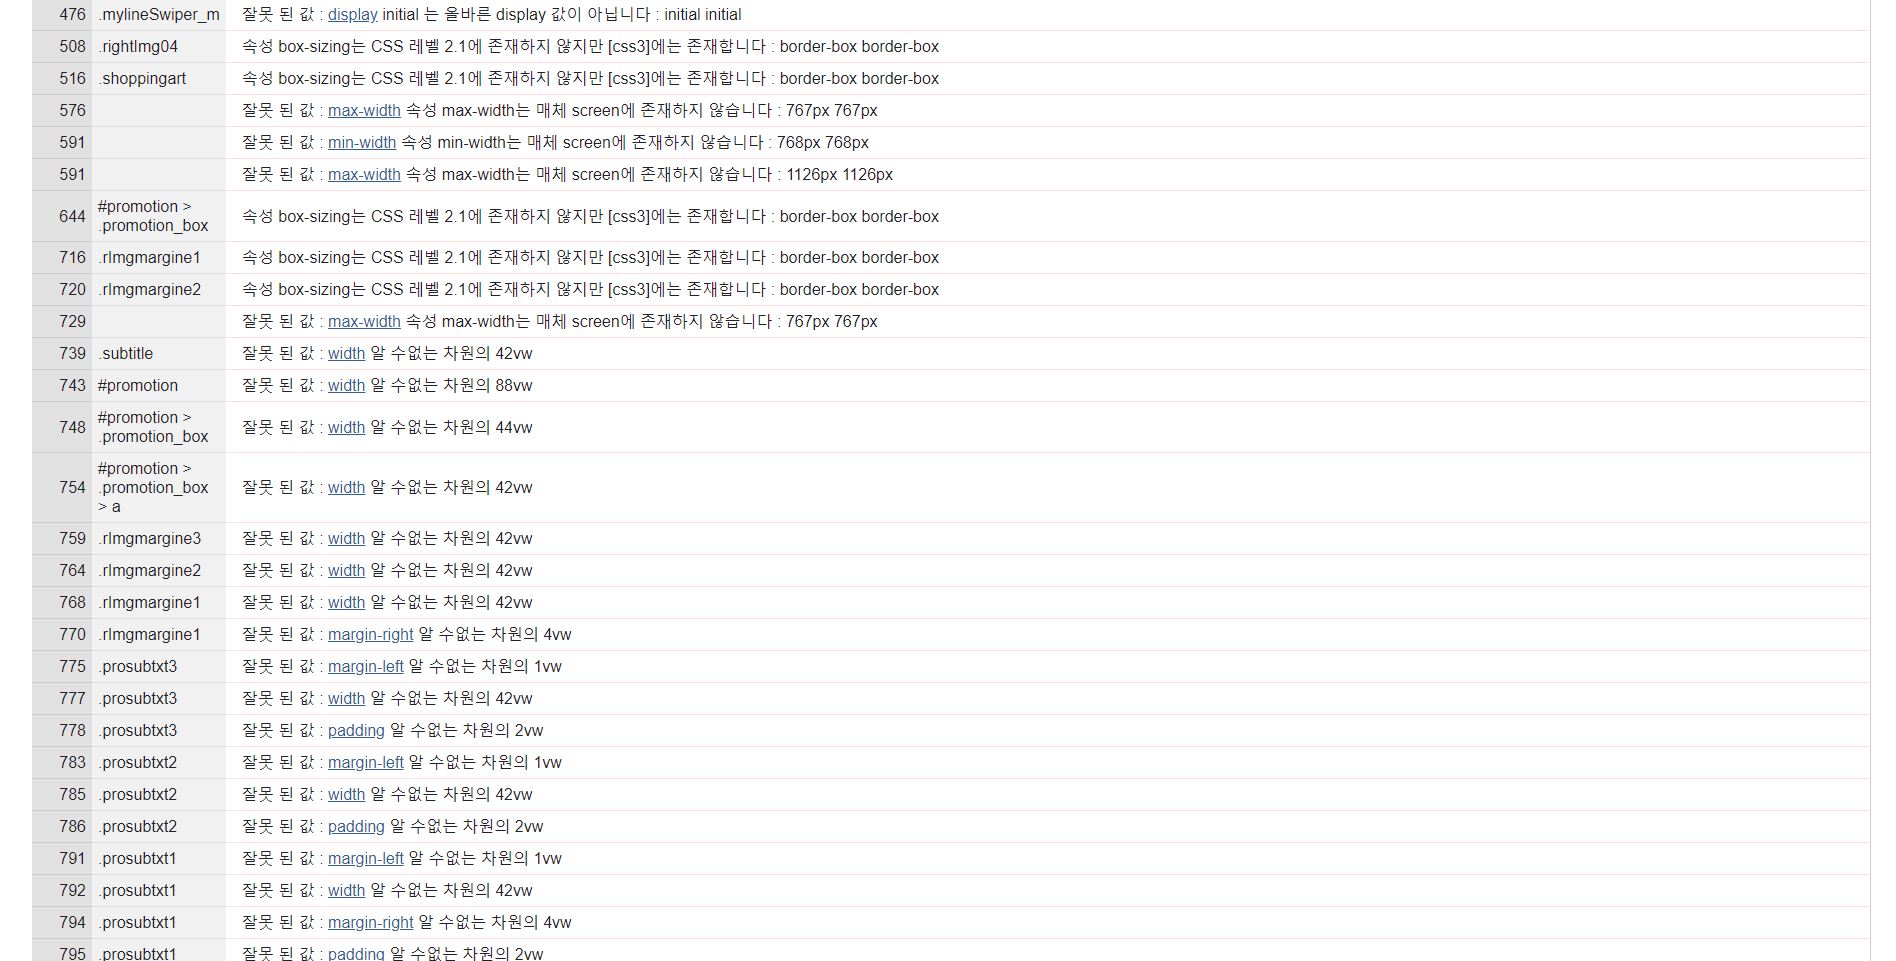 476 .mylineSwiper_m 잘못 된 값 : display initial 는 올바른 display 값이 아닙니다 : initial initial
508 .rightImg04 속성 box-sizing는 CSS 레벨 2.1에 존재하지 않지만 [css3]에는 존재합니다 : border-box border-box
516 .shoppingart 속성 box-sizing는 CSS 레벨 2.1에 존재하지 않지만 [css3]에는 존재합니다 : border-box border-box
576 잘못 된 값 : max-width 속성 max-width는 매체 screen에 존재하지 않습니다 : 767px 767px
591 잘못 된 값 : min-width 속성 min-width는 매체 screen에 존재하지 않습니다 : 768px 768px
591 잘못 된 값 : max-width 속성 max-width는 매체 screen에 존재하지 않습니다 : 1126px 1126px
644 #promotion > .promotion_box 속성 box-sizing는 CSS 레벨 2.1에 존재하지 않지만 [css3]에는 존재합니다 : border-box border-box
716 .rImgmargine1 속성 box-sizing는 CSS 레벨 2.1에 존재하지 않지만 [css3]에는 존재합니다 : border-box border-box
720 .rImgmargine2 속성 box-sizing는 CSS 레벨 2.1에 존재하지 않지만 [css3]에는 존재합니다 : border-box border-box
729 잘못 된 값 : max-width 속성 max-width는 매체 screen에 존재하지 않습니다 : 767px 767px
739 .subtitle 잘못 된 값 : width 알 수없는 차원의 42vw
743 #promotion 잘못 된 값 : width 알 수없는 차원의 88vw
748 #promotion > .promotion_box 잘못 된 값 : width 알 수없는 차원의 44vw
754 #promotion > .promotion_box > a 잘못 된 값 : width 알 수없는 차원의 42vw
759 .rImgmargine3 잘못 된 값 : width 알 수없는 차원의 42vw
764 .rImgmargine2 잘못 된 값 : width 알 수없는 차원의 42vw
768 .rImgmargine1 잘못 된 값 : width 알 수없는 차원의 42vw
770 .rImgmargine1 잘못 된 값 : margin-right 알 수없는 차원의 4vw
775 .prosubtxt3 잘못 된 값 : margin-left 알 수없는 차원의 1vw
777 .prosubtxt3 잘못 된 값 : width 알 수없는 차원의 42vw
778 .prosubtxt3 잘못 된 값 : padding 알 수없는 차원의 2vw
783 .prosubtxt2 잘못 된 값 : margin-left 알 수없는 차원의 1vw
785 .prosubtxt2 잘못 된 값 : width 알 수없는 차원의 42vw
786 .prosubtxt2 잘못 된 값 : padding 알 수없는 차원의 2vw
791 .prosubtxt1 잘못 된 값 : margin-left 알 수없는 차원의 1vw
792 .prosubtxt1 잘못 된 값 : width 알 수없는 차원의 42vw
794 .prosubtxt1 잘못 된 값 : margin-right 알 수없는 차원의 4vw
795 .prosubtxt1 잘못 된 값 : padding 알 수없는 차원의 2vw